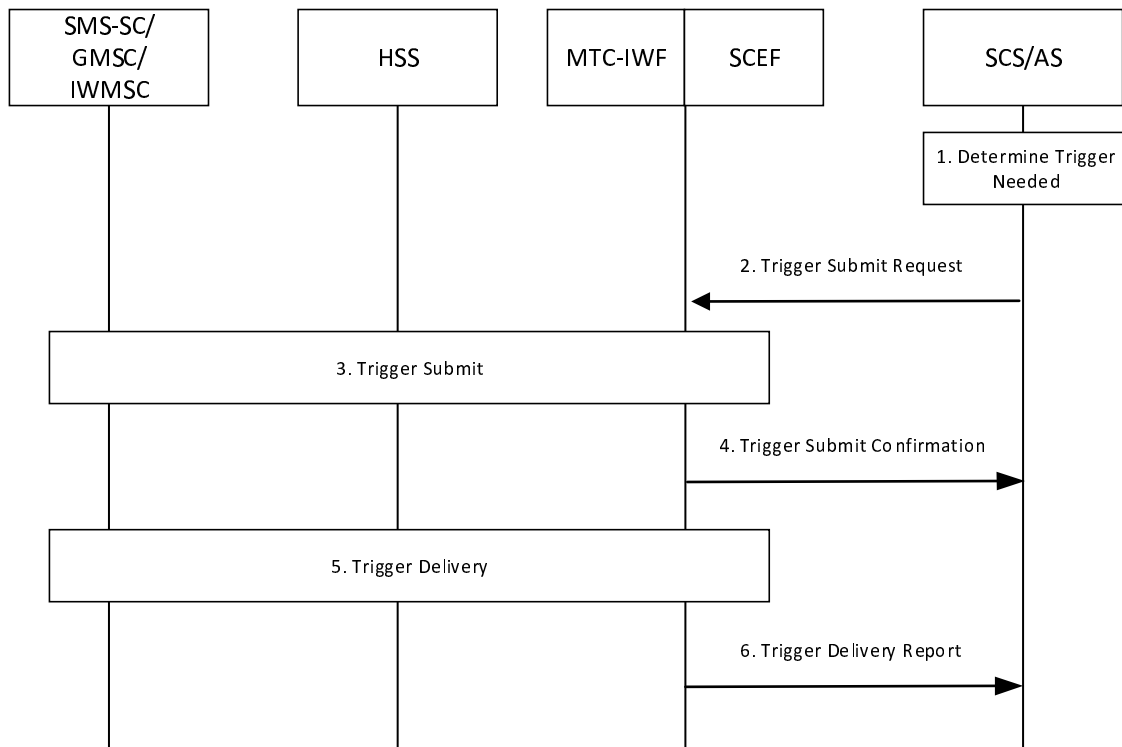 SMS-SC/
GMSC/
IWMSC
HSS
MTC-IWF
SCEF
SCS/AS
1. Determine Trigger
Needed
2. Trigger Submit Request
3. Trigger Submit
4. Trigger Submit Confirmation
5. Trigger Delivery
6. Trigger Delivery Report